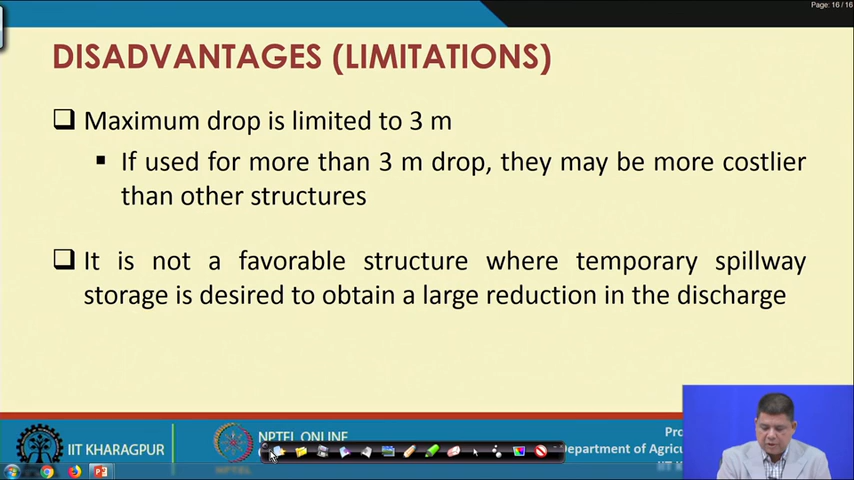 Page: 16 / 16
DISADVANTAGES (LIMITATIONS)
Maximum drop is limited to 3 m
If used for more than 3 m drop, they may be more costlier
than other structures
It is not a favorable structure where temporary spillway
storage is desired to obtain a large reduction in the discharge
IIT KHARAGPUR
NPTEL ONLINE
Department of Agricu